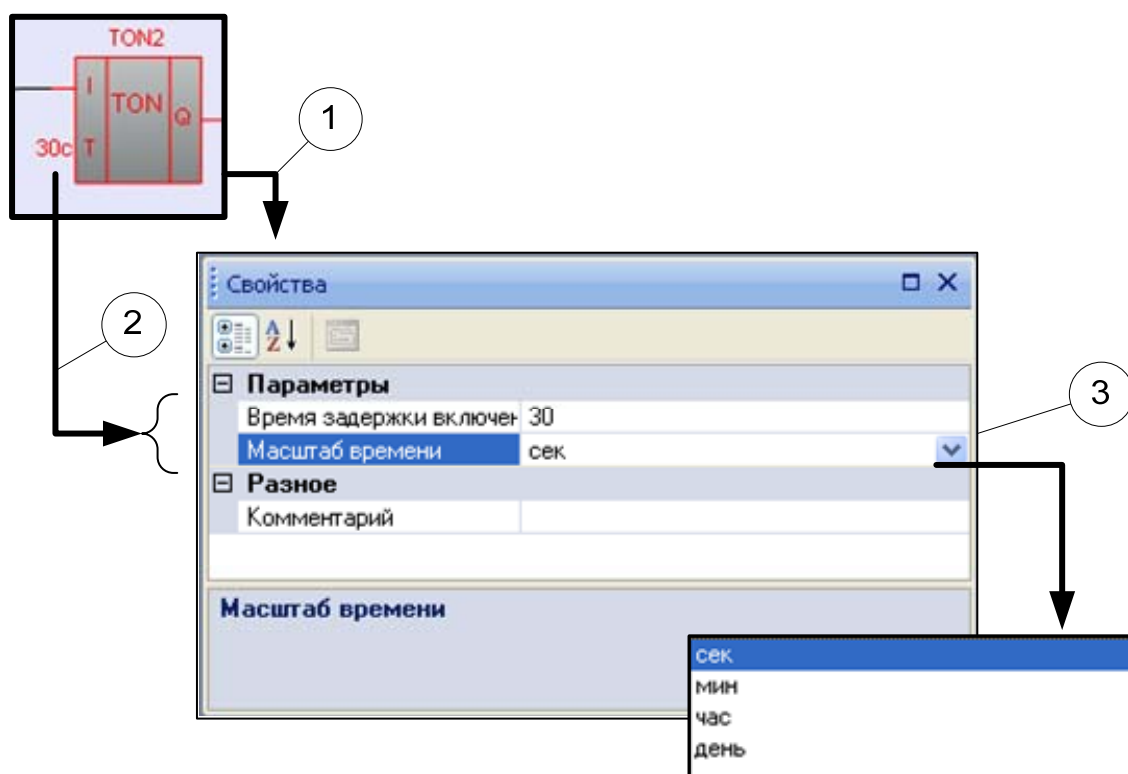 TON2
I TON Q
30с T
1
Свойства
2
Параметры
Время задержки включен 30
3
Масштаб времени сек
Разное
Комментарий
Масштаб времени
сек
мин
час
день